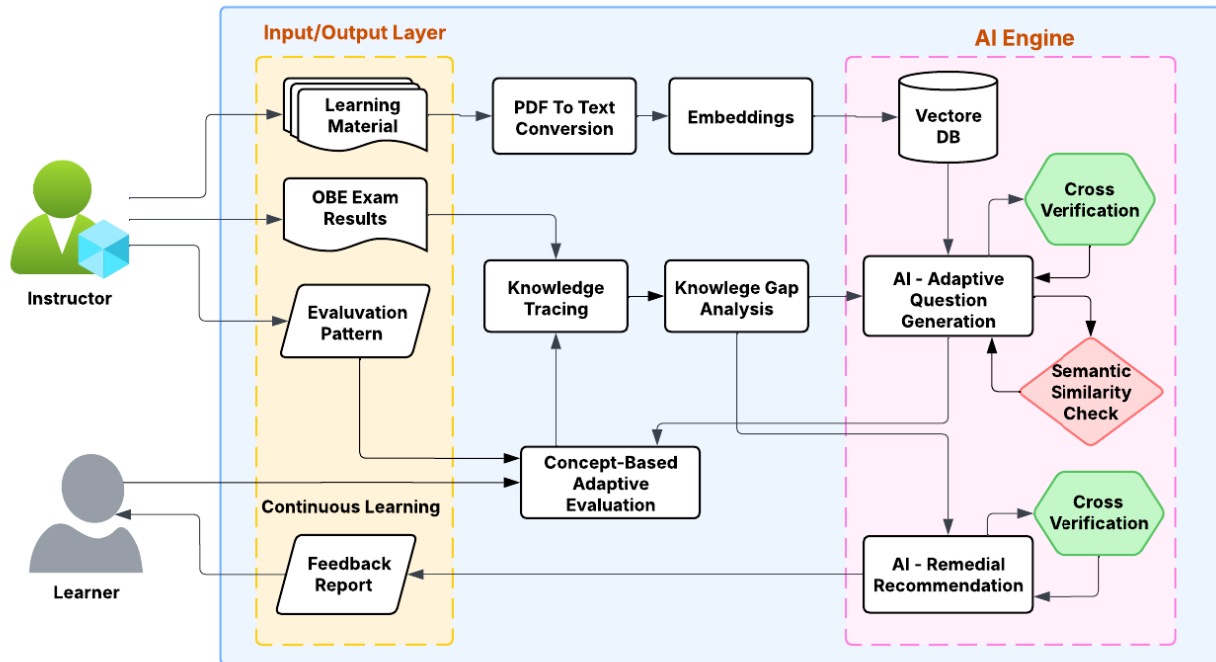 Input/Output Layer
AI Engine
Learning
Material
PDF To Text
Conversion
Embeddings
Vectore
DB
Cross
Verification
OBE Exam
Results
Instructor
Knowledge
Tracing
Knowlege Gap
Analysis
AI - Adaptive
Question
Generation
Evaluvation
Pattern
Semantic
Similarity
Check
Concept-Based
Adaptive
Evaluation
Continuous Learning
Cross
Verification
Feedback
Report
AI - Remedial
Recommendation
Learner